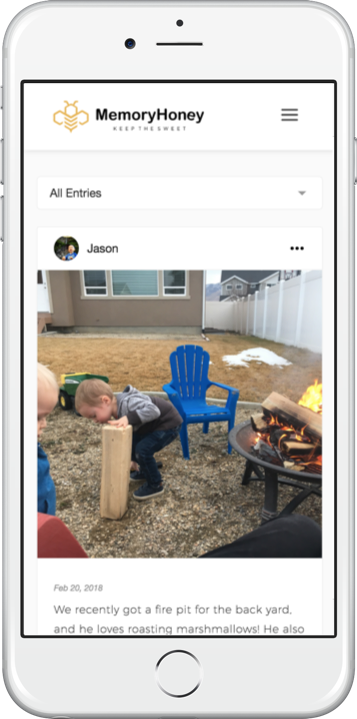 MemoryHoney
KEEP THE SWEET
All Entries
Jason
Feb 20, 2018
We recently got a fire pit for the back yard,
and he loves roasting marshmallows! He also